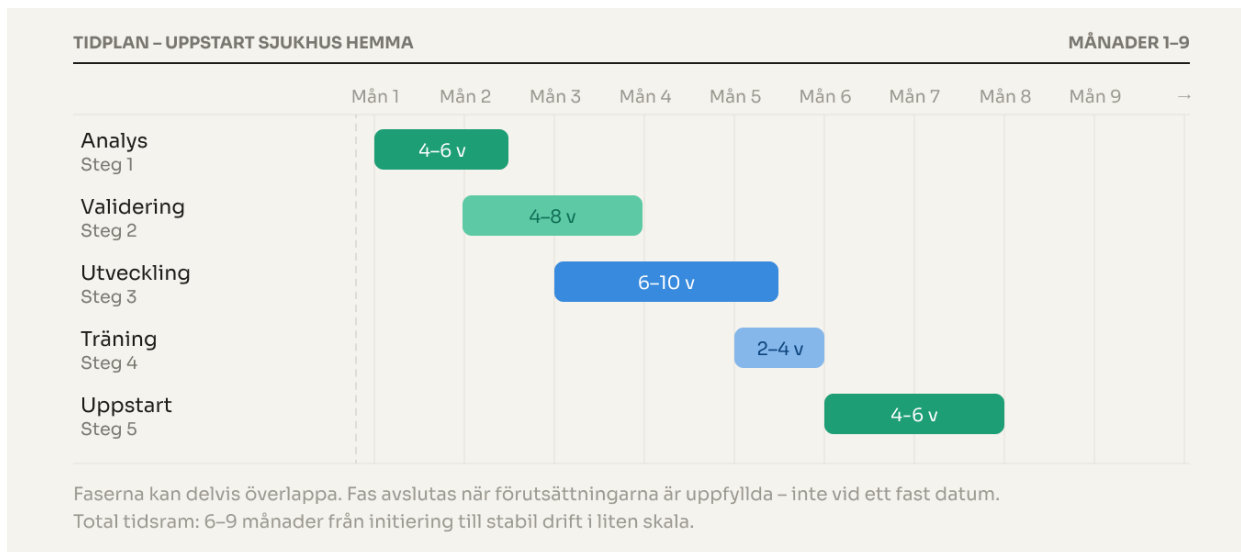 TIDPLAN – UPPSTART SJUKHUS HEMMA
MÅNADER 1–9
Mån 1 Mån 2 Mån 3 Mån 4 Mån 5 Mån 6 Mån 7 Mån 8 Mån 9 →
Analys
Steg 1
4–6 v
Validering
Steg 2
4–8 v
Utveckling
Steg 3
6–10 v
Träning
Steg 4
2–4 v
Uppstart
Steg 5
4-6 v
Faserna kan delvis överlappa. Fas avslutas när förutsättningarna är uppfyllda – inte vid ett fast datum.
Total tidsram: 6–9 månader från initiering till stabil drift i liten skala.